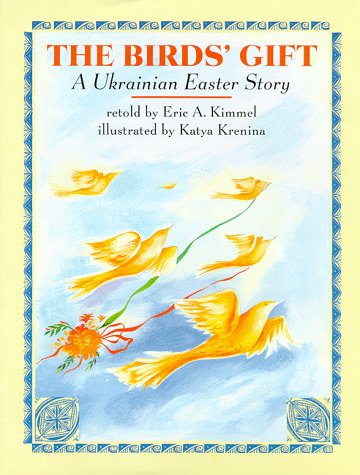 THE BIRDS' GIFT
A Ukrainian Easter Story
retold by Eric A. Kimmel
illustrated by Katya Krenina